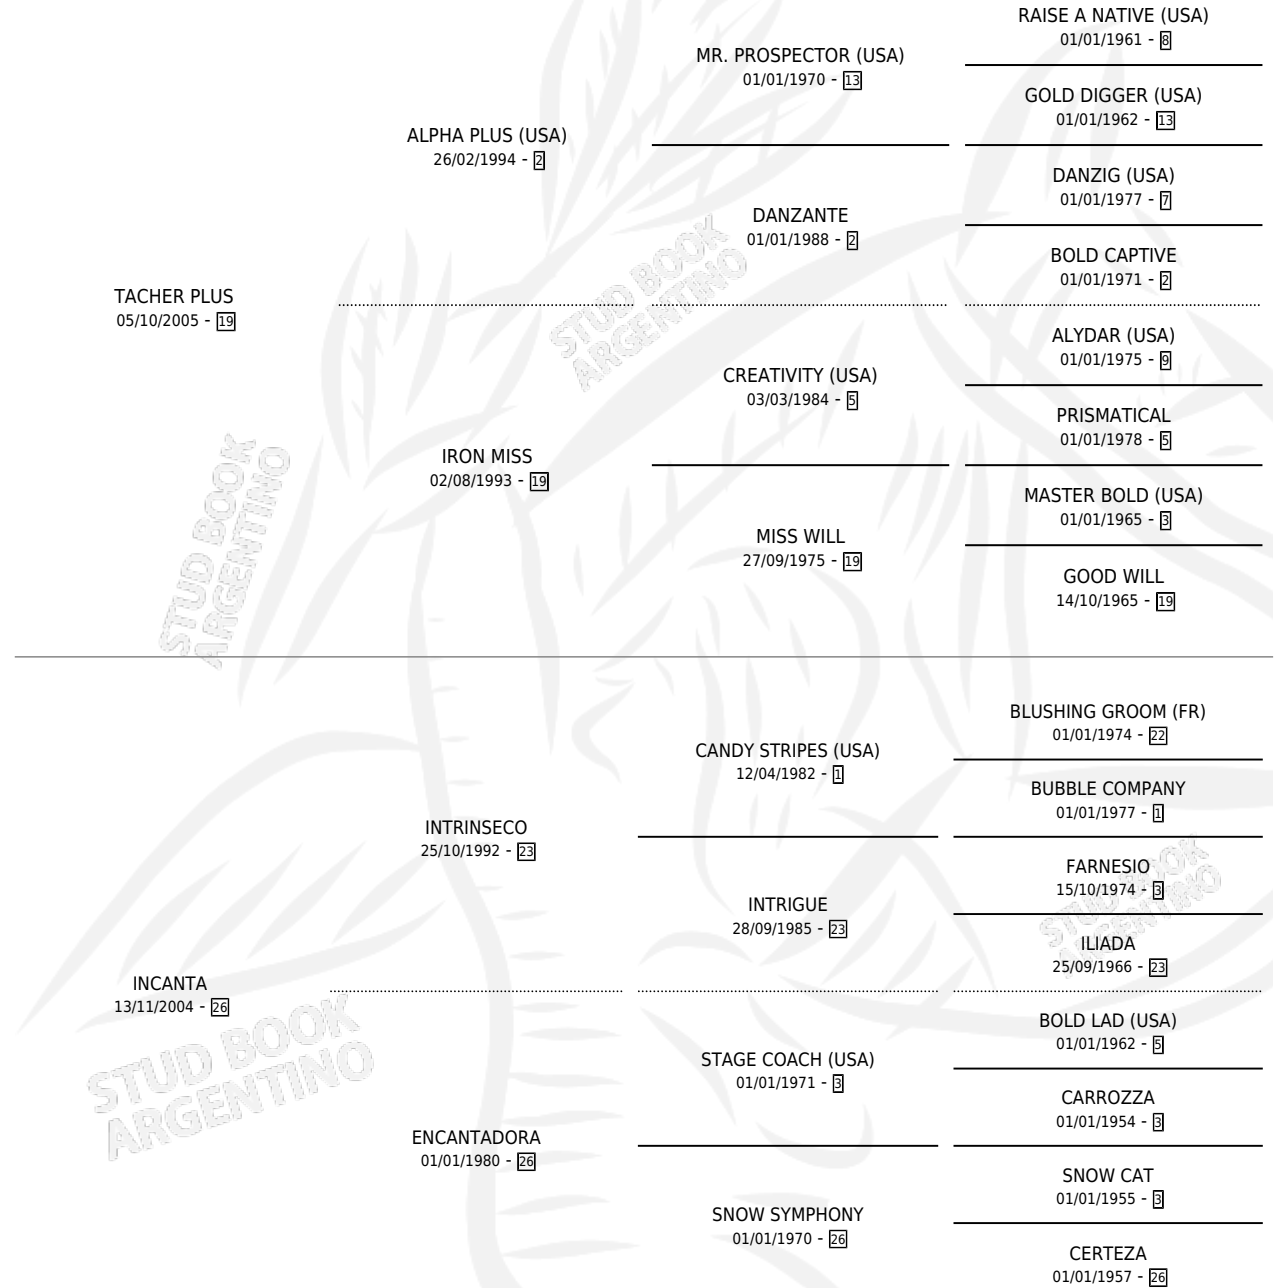 RAISE A NATIVE (USA)
01/01/1961 - 8
MR. PROSPECTOR (USA)
01/01/1970 - 13
GOLD DIGGER (USA)
01/01/1962 - 13
ALPHA PLUS (USA)
26/02/1994 - 2
DANZIG (USA)
01/01/1977 - 7
DANZANTE
01/01/1988 - 2
BOLD CAPTIVE
01/01/1971 - 2
TACHER PLUS
05/10/2005 - 19
ALYDAR (USA)
01/01/1975 - 9
CREATIVITY (USA)
03/03/1984 - 5
PRISMATICAL
01/01/1978 - 5
IRON MISS
02/08/1993 - 19
MASTER BOLD (USA)
01/01/1965 - 3
MISS WILL
27/09/1975 - 19
GOOD WILL
14/10/1965 - 19
BLUSHING GROOM (FR)
01/01/1974 - 22
CANDY STRIPES (USA)
12/04/1982 - 1
BUBBLE COMPANY
01/01/1977 - 1
INTRINSECO
25/10/1992 - 23
FARNESIO
15/10/1974 - 3
INTRIGUE
28/09/1985 - 23
ILIADA
25/09/1966 - 23
INCANTA
13/11/2004 - 26
BOLD LAD (USA)
01/01/1962 - 5
STAGE COACH (USA)
01/01/1971 - 3
CARROZZA
01/01/1954 - 3
ENCANTADORA
01/01/1980 - 26
SNOW CAT
01/01/1955 - 3
SNOW SYMPHONY
01/01/1970 - 26
CERTEZA
01/01/1957 - 26
STUD BOOK
ARGENTINO
STUD BOOK
ARGENTINO
STUD BOOK
ARGENTINO
STUD BOOK
ARGENTINO